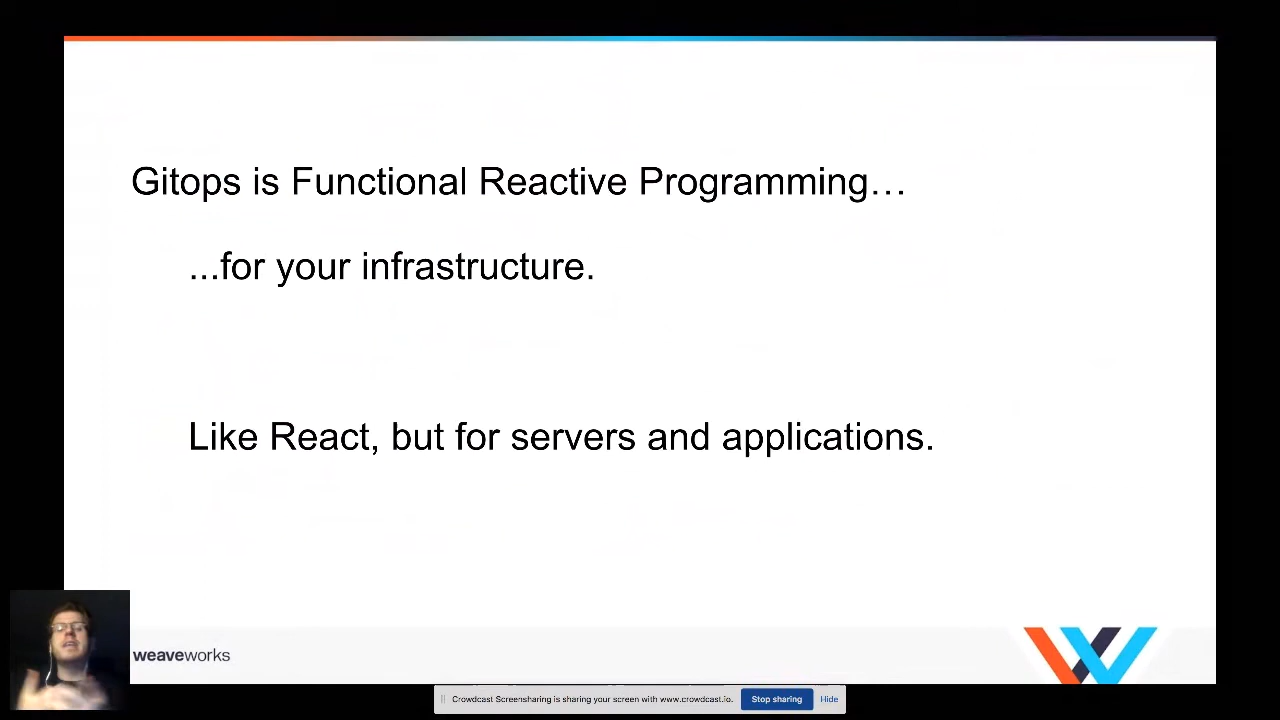 Gitops is Functional Reactive Programming…
...for your infrastructure.
Like React, but for servers and applications.
weaveworks
Crowdcast Screensharing is sharing your screen with www.crowdcast.io.
Stop sharing
Hide